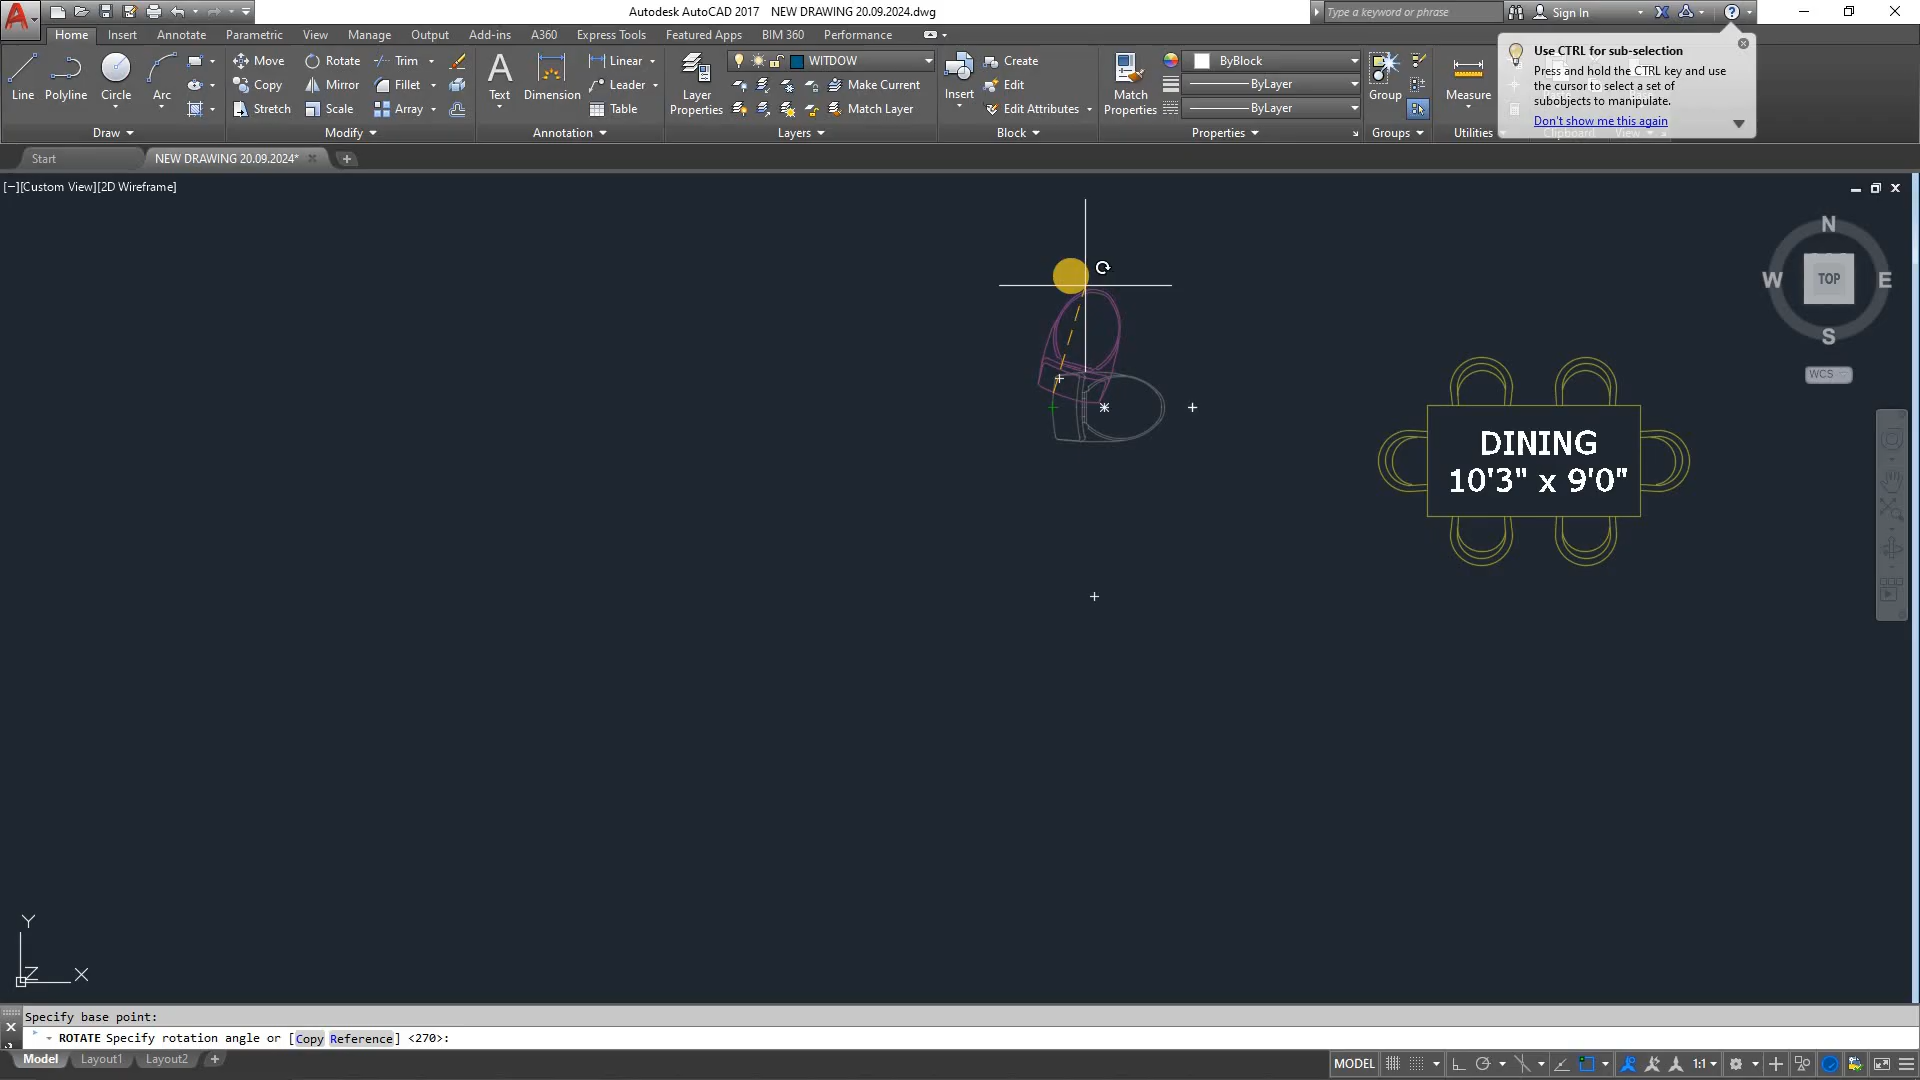 Autodesk AutoCAD 2017 NEW DRAWING 20.09.2024.dwg
Type a keyword or phrase
Sign In
Home Insert Annotate Parametric View Manage Output Add-ins A360 Express Tools Featured Apps BIM 360 Performance
Line Polyline Circle Arc
Draw
Move Rotate Trim
Copy Mirror Fillet
Stretch Scale Array
Modify
Text Dimension
Linear
Leader
Table
Annotation
Layer Properties
WITDOW
Make Current
Match Layer
Layers
Insert
Create
Edit
Edit Attributes
Block
Match Properties
ByBlock
ByLayer
ByLayer
Properties
Group
Groups
Measure
Utilities
Clipboard
View
Use CTRL for sub-selection
Press and hold the CTRL key and use
the cursor to select a set of
subobjects to manipulate.
Don't show me this again
Start NEW DRAWING 20.09.2024*
[−][Custom View][2D Wireframe]
N
W TOP E
S
WCS
DINING
10'3" x 9'0"
Y
Z X
Specify base point:
ROTATE Specify rotation angle or [Copy Reference] <270>:
Model Layout1 Layout2
MODEL 1:1